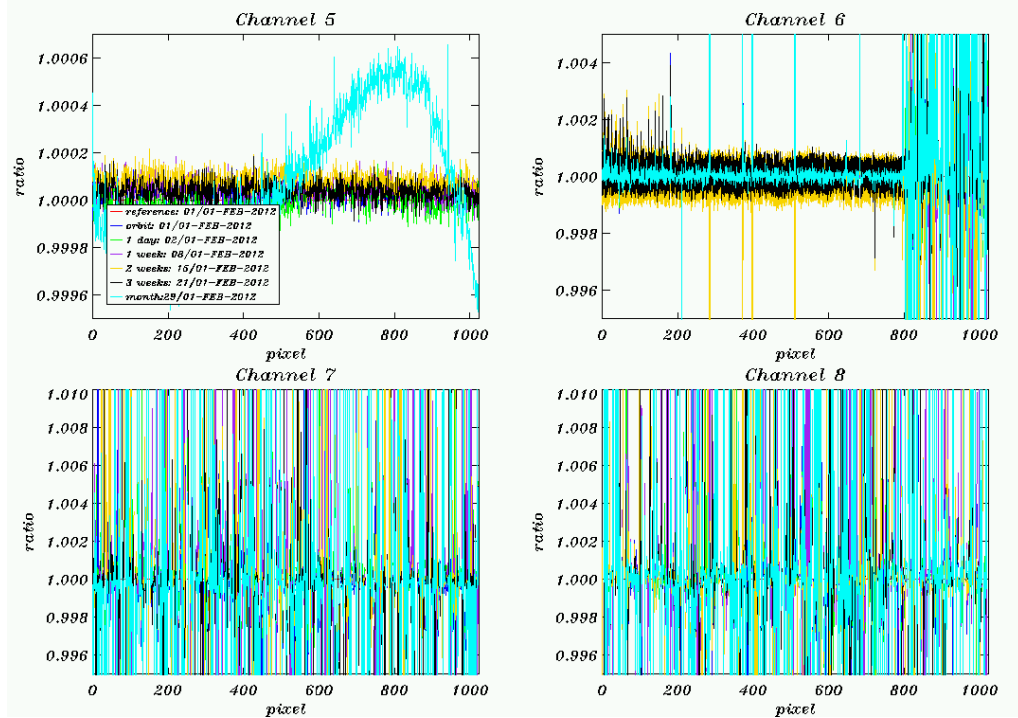 Channel 5
Channel 6
1.0006
1.0004
1.0002
1.0000
0.9998
0.9996
ratio
reference: 01/01-FEB-2012
orbit: 01/01-FEB-2012
1 day: 02/01-FEB-2012
1 week: 08/01-FEB-2012
2 weeks: 15/01-FEB-2012
3 weeks: 21/01-FEB-2012
month:29/01-FEB-2012
0 200 400 600 800 1000
pixel
1.004
1.002
1.000
0.998
0.996
ratio
0 200 400 600 800 1000
pixel
Channel 7
Channel 8
1.010
1.008
1.006
1.004
1.002
1.000
0.998
0.996
ratio
0 200 400 600 800 1000
pixel
1.010
1.008
1.006
1.004
1.002
1.000
0.998
0.996
ratio
0 200 400 600 800 1000
pixel